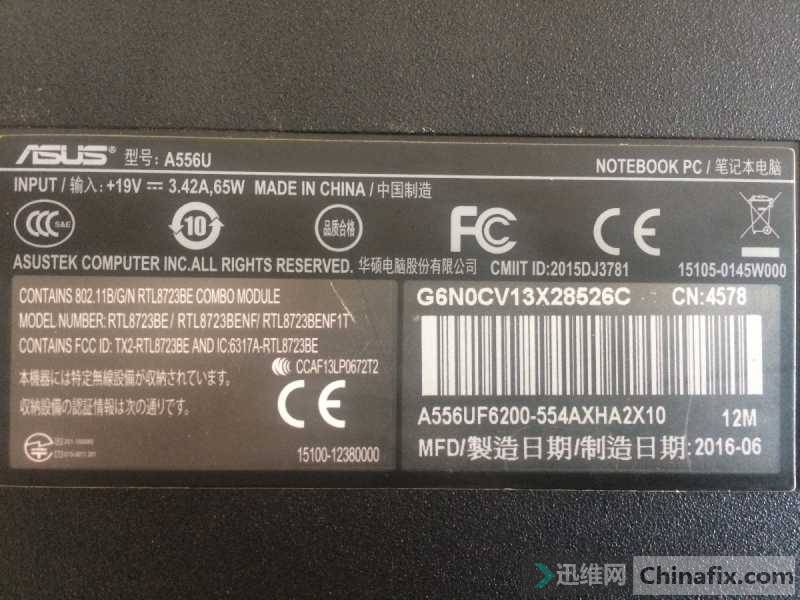 ASUS® 型号: A556U
NOTEBOOK PC / 笔记本电脑
INPUT / 输入: +19V ⎓ 3.42A,65W MADE IN CHINA / 中国制造
CCC S&E
10
品质合格
FC CE
ASUSTEK COMPUTER INC.ALL RIGHTS RESERVED. 华硕电脑股份有限公司 CMIIT ID:2015DJ3781 15105-0145W000
CONTAINS 802.11B/G/N RTL8723BE COMBO MODULE
MODEL NUMBER: RTL8723BE/ RTL8723BENF/ RTL8723BENF1T
CONTAINS FCC ID: TX2-RTL8723BE AND IC:6317A-RTL8723BE
CCAF13LP0672T2
本機器には特定無線設備が収納されています。
収納設備の認証情報は次の通りです。
CE
15100-12380000
G6N0CV13X28526C CN:4578
A556UF6200-554AXHA2X10 12M
MFD/製造日期/制造日期: 2016-06
迅维网 Chinafix.com